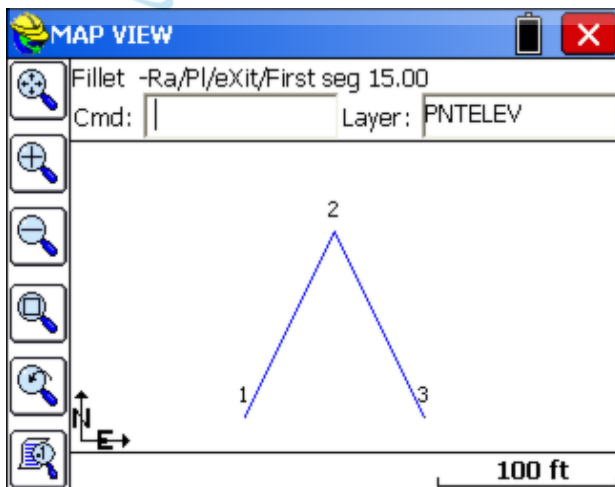 MAP VIEW
Fillet -Ra/Pl/eXit/First seg 15.00
Cmd: Layer: PNTELEV
2
1 3
N
E
100 ft